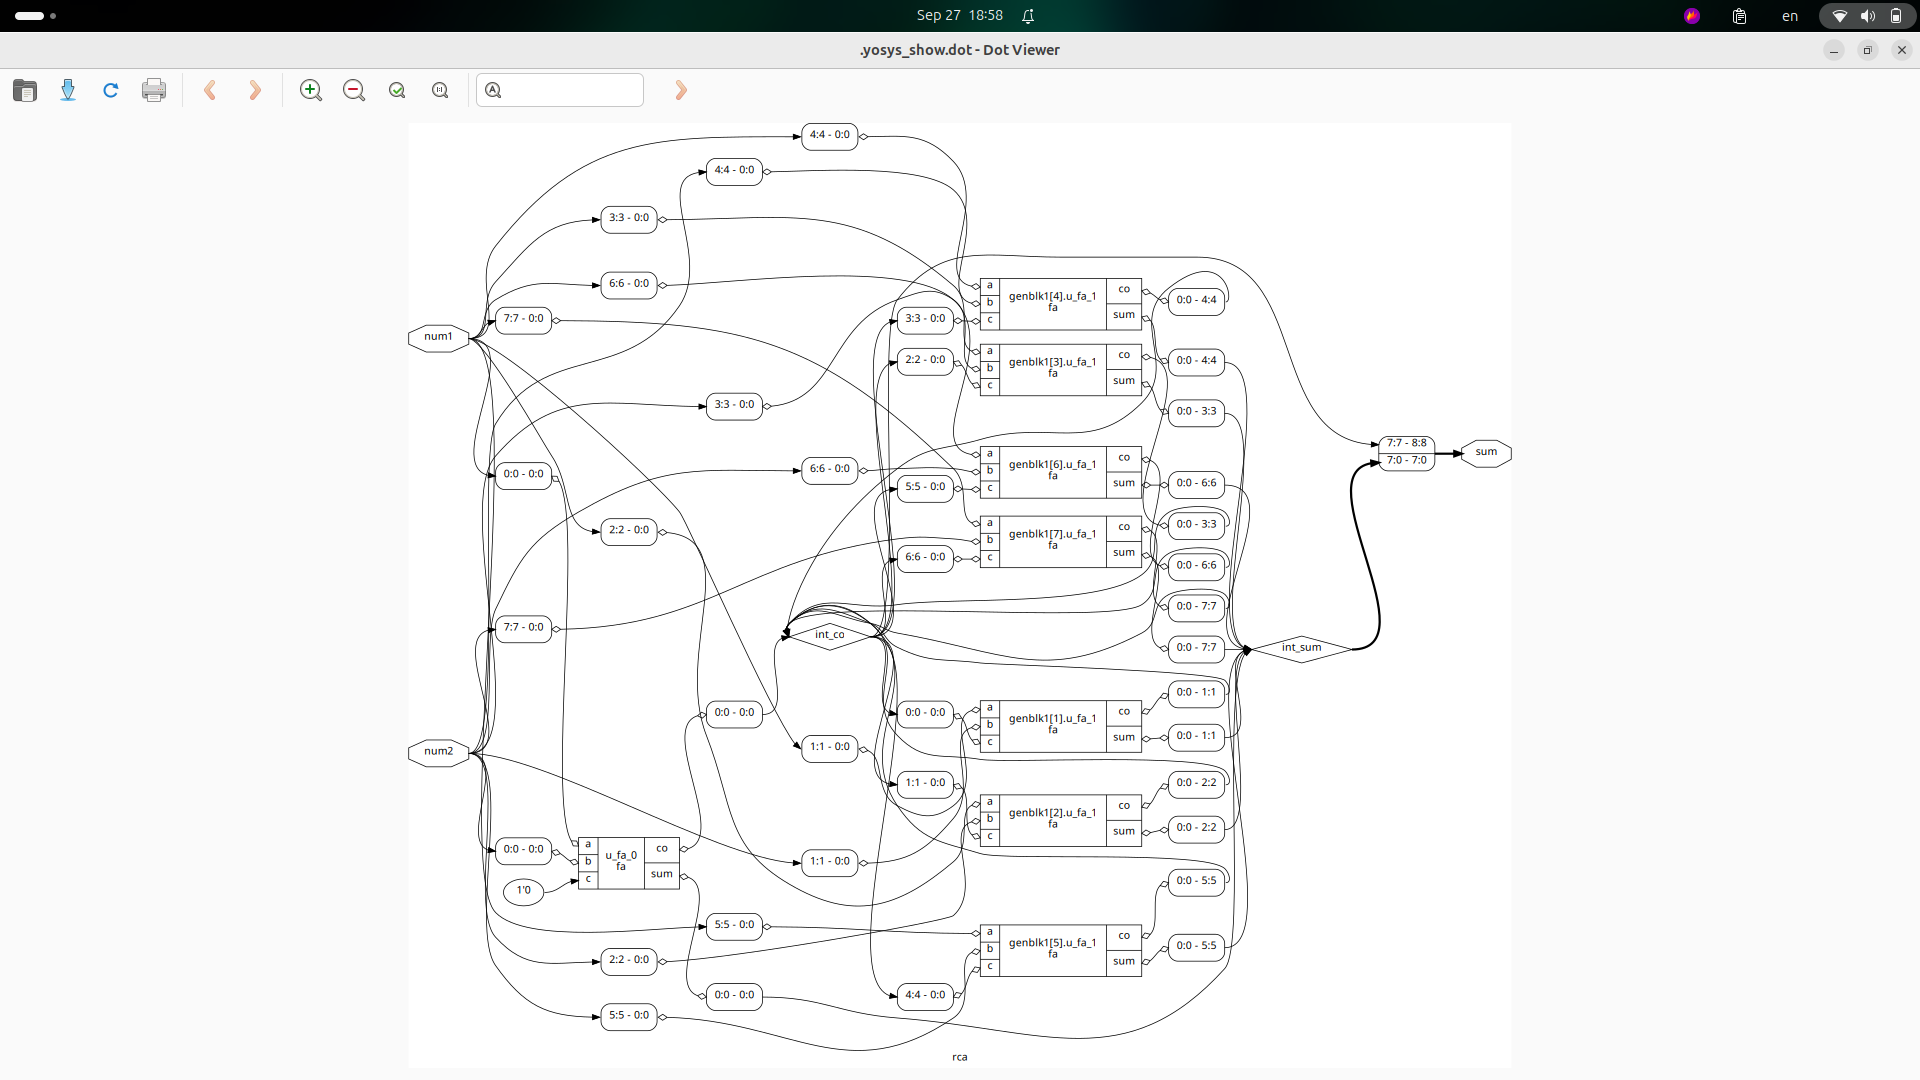 Sep 27 18:58
en
.yosys_show.dot - Dot Viewer
4:4 - 0:0
4:4 - 0:0
3:3 - 0:0
6:6 - 0:0
7:7 - 0:0
num1
3:3 - 0:0
0:0 - 0:0
6:6 - 0:0
2:2 - 0:0
7:7 - 0:0
num2
0:0 - 0:0
1:1 - 0:0
0:0 - 0:0
1'0
a
b
c
u_fa_0
fa
co
sum
1:1 - 0:0
5:5 - 0:0
2:2 - 0:0
0:0 - 0:0
5:5 - 0:0
int_co
3:3 - 0:0
2:2 - 0:0
5:5 - 0:0
6:6 - 0:0
0:0 - 0:0
1:1 - 0:0
4:4 - 0:0
a
b
c
genblk1[4].u_fa_1
fa
co
sum
a
b
c
genblk1[3].u_fa_1
fa
co
sum
a
b
c
genblk1[6].u_fa_1
fa
co
sum
a
b
c
genblk1[7].u_fa_1
fa
co
sum
a
b
c
genblk1[1].u_fa_1
fa
co
sum
a
b
c
genblk1[2].u_fa_1
fa
co
sum
a
b
c
genblk1[5].u_fa_1
fa
co
sum
0:0 - 4:4
0:0 - 4:4
0:0 - 3:3
0:0 - 6:6
0:0 - 3:3
0:0 - 6:6
0:0 - 7:7
0:0 - 7:7
0:0 - 1:1
0:0 - 1:1
0:0 - 2:2
0:0 - 2:2
0:0 - 5:5
0:0 - 5:5
int_sum
7:7 - 8:8
7:0 - 7:0
sum
rca